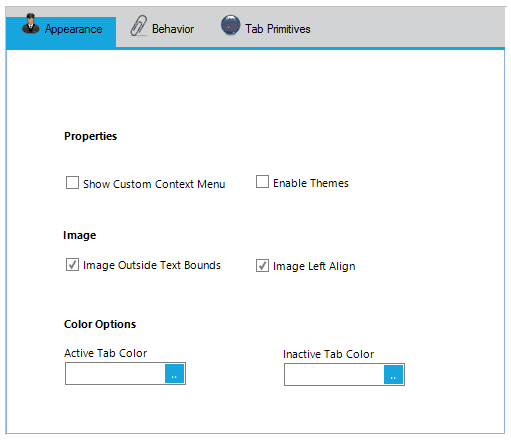 Appearance Behavior Tab Primitives
Properties
Show Custom Context Menu Enable Themes
Image
Image Outside Text Bounds Image Left Align
Color Options
Active Tab Color Inactive Tab Color
.. ..